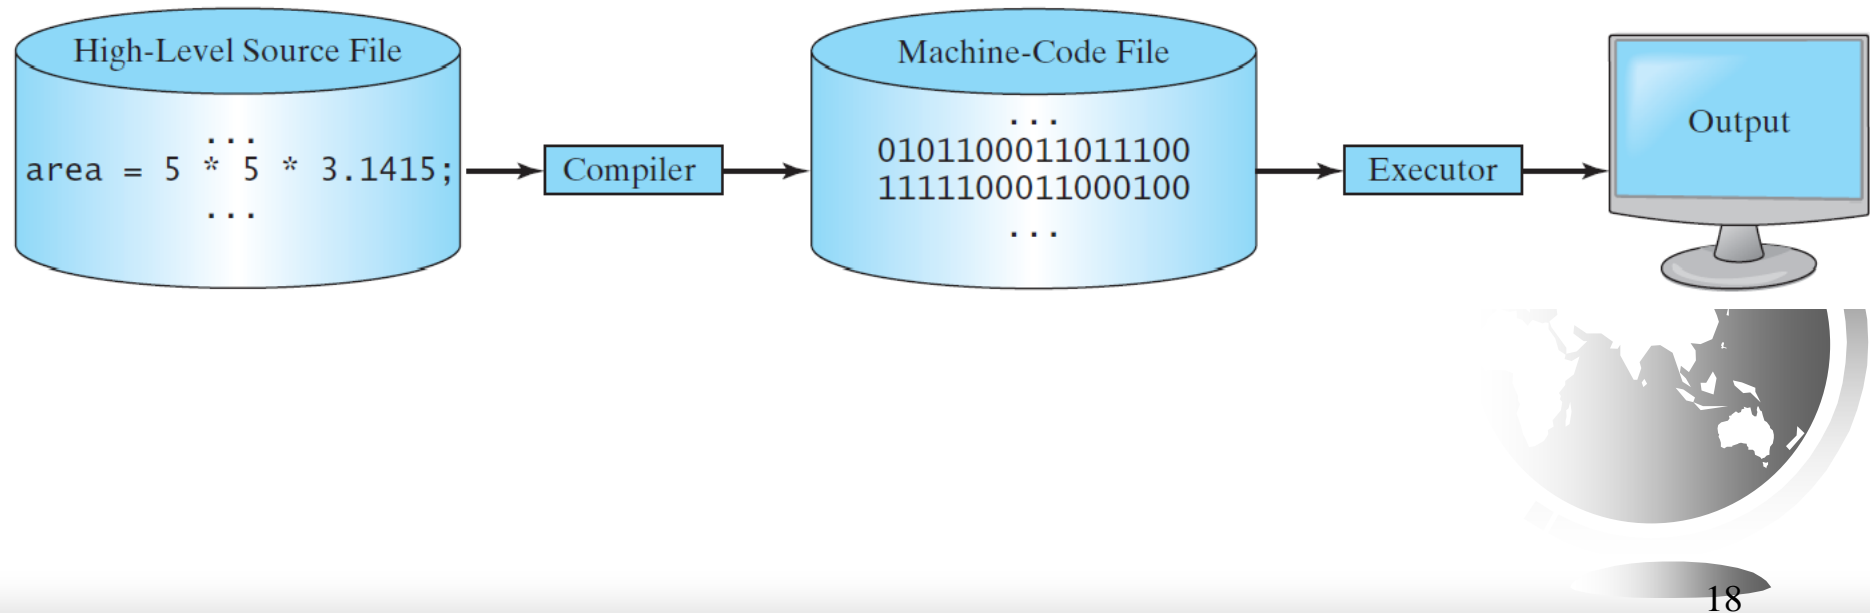 High-Level Source File
...
area = 5 * 5 * 3.1415;
...
Compiler
Machine-Code File
...
0101100011011100
1111100011000100
...
Executor
Output
18